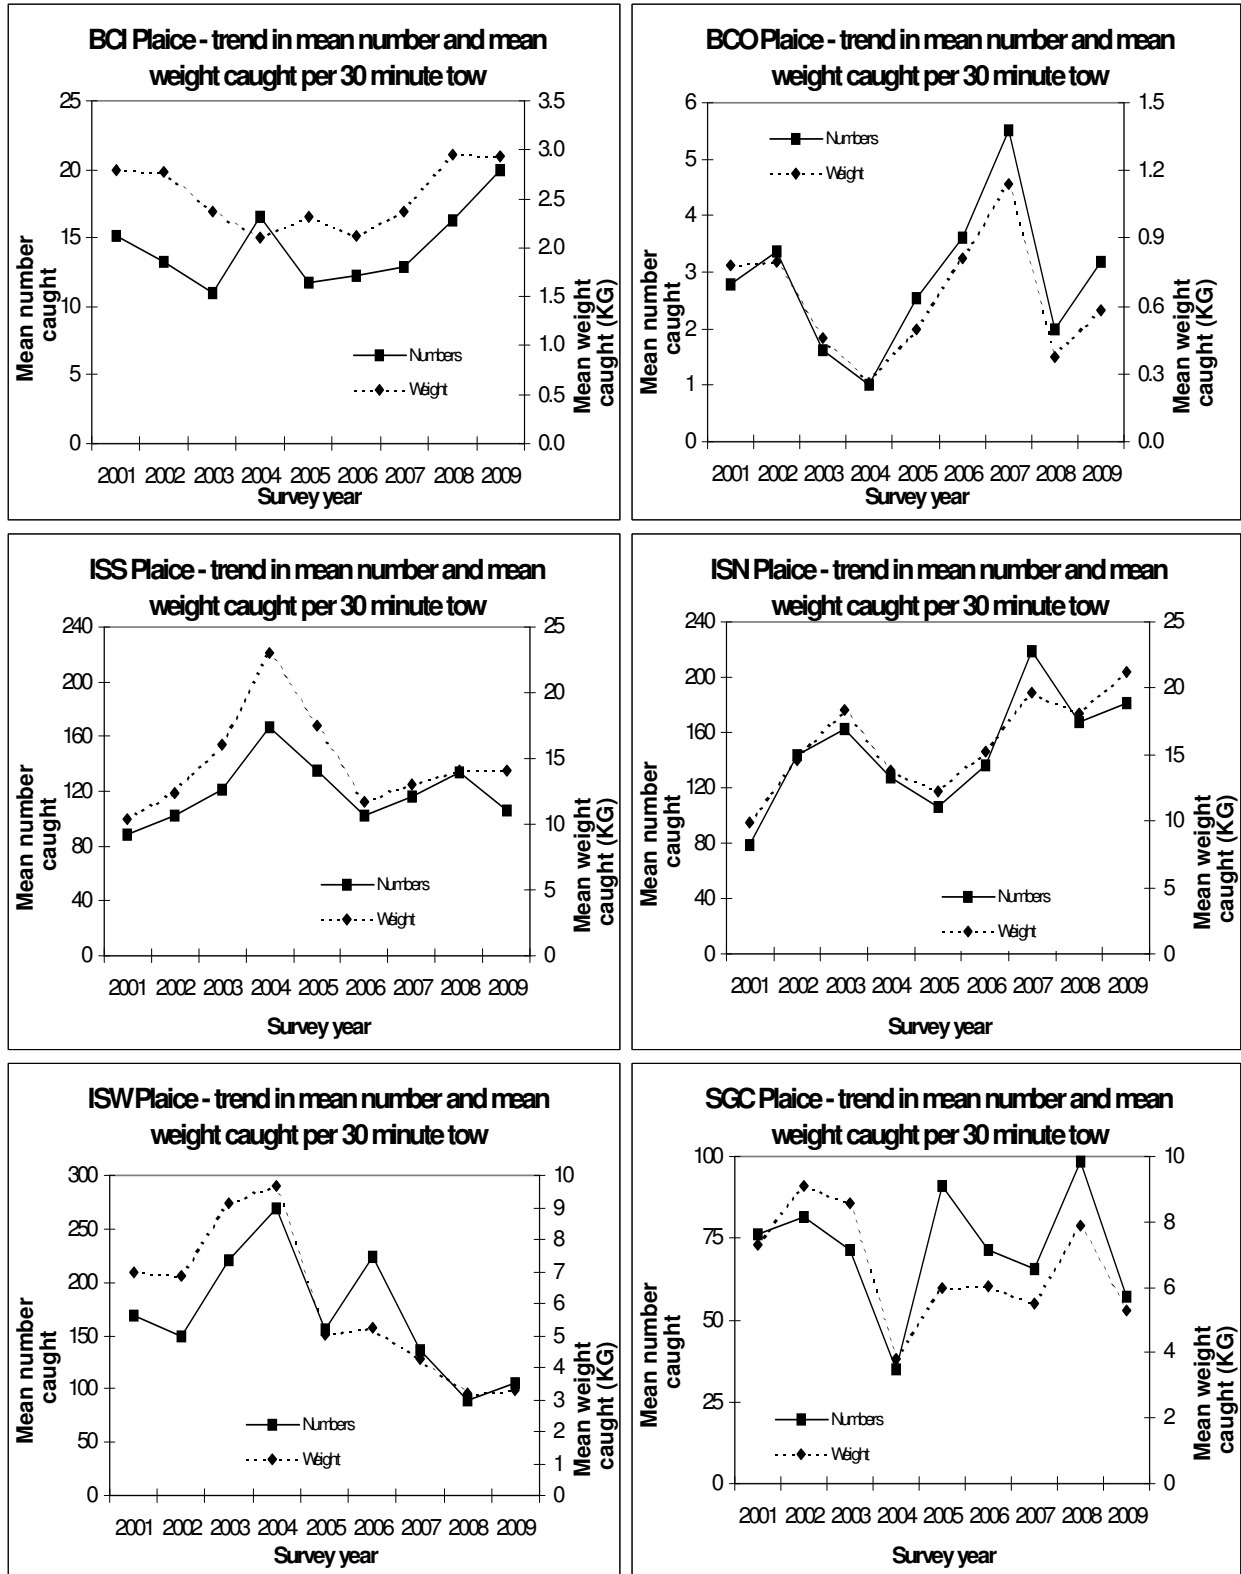 BCI Plaice - trend in mean number and mean
weight caught per 30 minute tow
25
20
15
10
5
0
3.5
3.0
2.5
2.0
1.5
1.0
0.5
0.0
Mean number
caught
Mean weight
caught (KG)
Numbers
Weight
2001 2002 2003 2004 2005 2006 2007 2008 2009
Survey year
BCO Plaice - trend in mean number and mean
weight caught per 30 minute tow
6
5
4
3
2
1
0
1.5
1.2
0.9
0.6
0.3
0.0
Mean number
caught
Mean weight
caught (KG)
Numbers
Weight
2001 2002 2003 2004 2005 2006 2007 2008 2009
Survey year
ISS Plaice - trend in mean number and mean
weight caught per 30 minute tow
240
200
160
120
80
40
0
25
20
15
10
5
0
Mean number
caught
Mean weight
caught (KG)
Numbers
Weight
2001 2002 2003 2004 2005 2006 2007 2008 2009
Survey year
ISN Plaice - trend in mean number and mean
weight caught per 30 minute tow
240
200
160
120
80
40
0
25
20
15
10
5
0
Mean number
caught
Mean weight
caught (KG)
Numbers
Weight
2001 2002 2003 2004 2005 2006 2007 2008 2009
Survey year
ISW Plaice - trend in mean number and mean
weight caught per 30 minute tow
300
250
200
150
100
50
0
10
9
8
7
6
5
4
3
2
1
0
Mean number
caught
Mean weight
caught (KG)
Numbers
Weight
2001 2002 2003 2004 2005 2006 2007 2008 2009
Survey year
SGC Plaice - trend in mean number and mean
weight caught per 30 minute tow
100
75
50
25
0
10
8
6
4
2
0
Mean number
caught
Mean weight
caught (KG)
Numbers
Weight
2001 2002 2003 2004 2005 2006 2007 2008 2009
Survey year